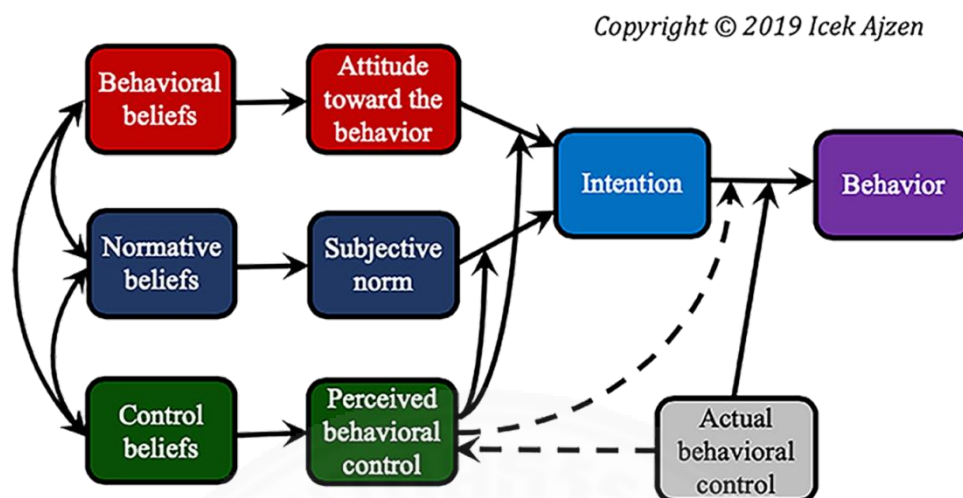 Copyright © 2019 Icek Ajzen
Behavioral
beliefs
Attitude
toward the
behavior
Intention
Behavior
Normative
beliefs
Subjective
norm
Control
beliefs
Perceived
behavioral
control
Actual
behavioral
control